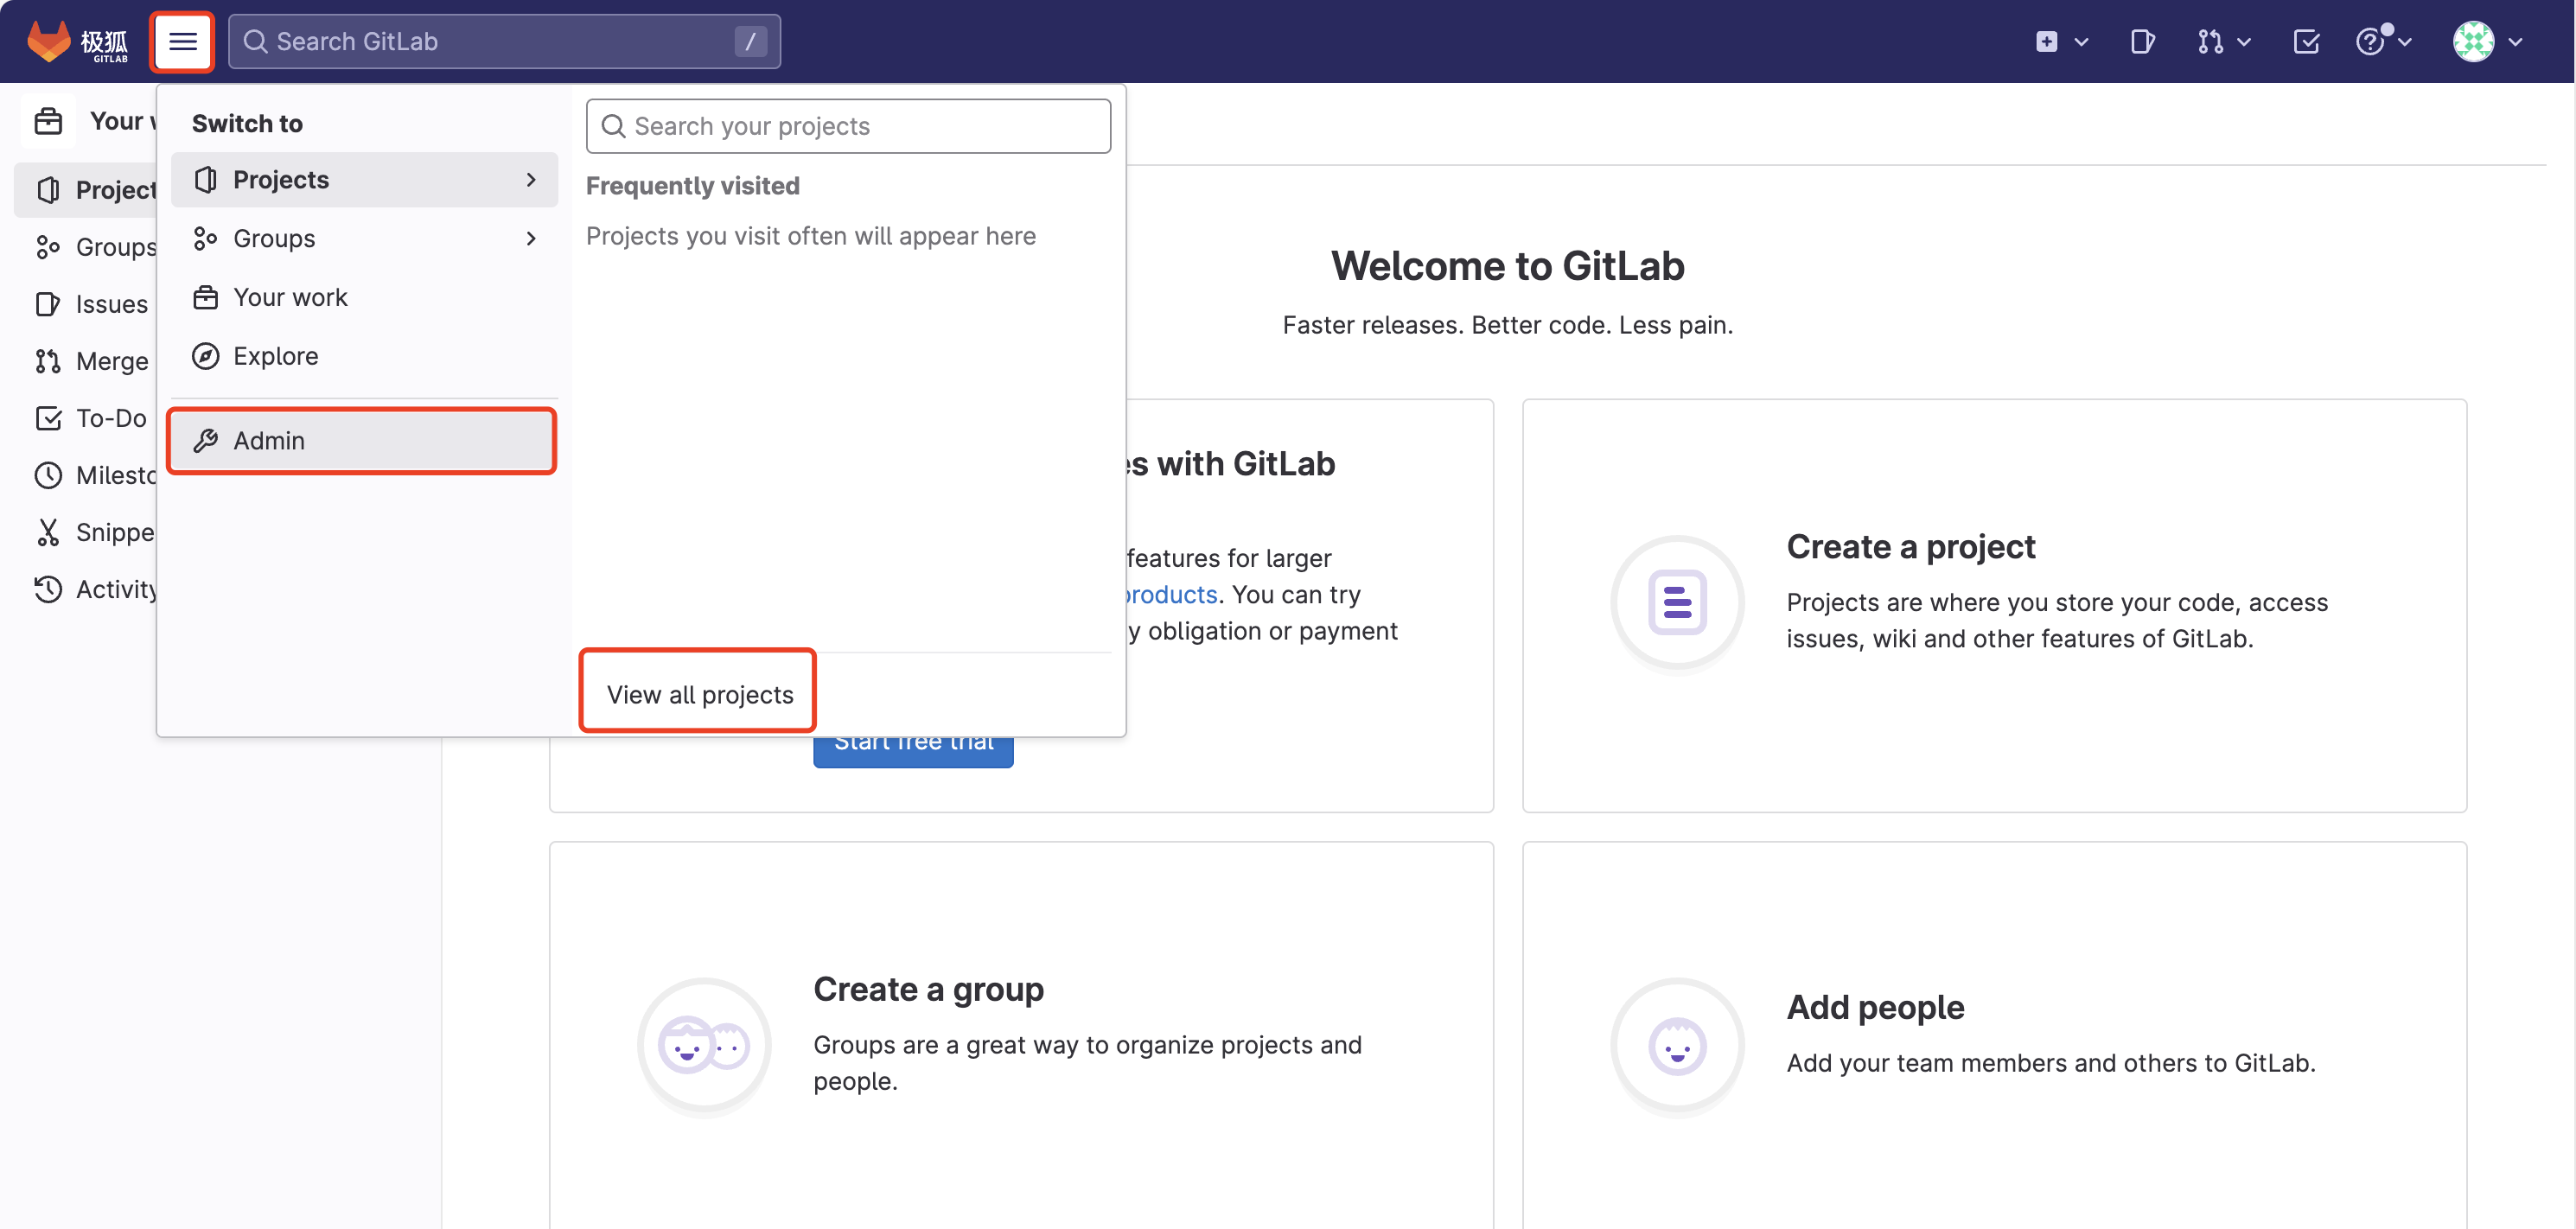 极狐
GITLAB
Search GitLab
/
Your
Switch to
Search your projects
Projects
Groups
Your work
Explore
Admin
Frequently visited
Projects you visit often will appear here
View all projects
Project
Groups
Issues
Merge
To-Do
Milesto
Snippe
Activity
Welcome to GitLab
Faster releases. Better code. Less pain.
es with GitLab
features for larger
products. You can try
y obligation or payment
Start free trial
Create a project
Projects are where you store your code, access
issues, wiki and other features of GitLab.
Create a group
Groups are a great way to organize projects and
people.
Add people
Add your team members and others to GitLab.